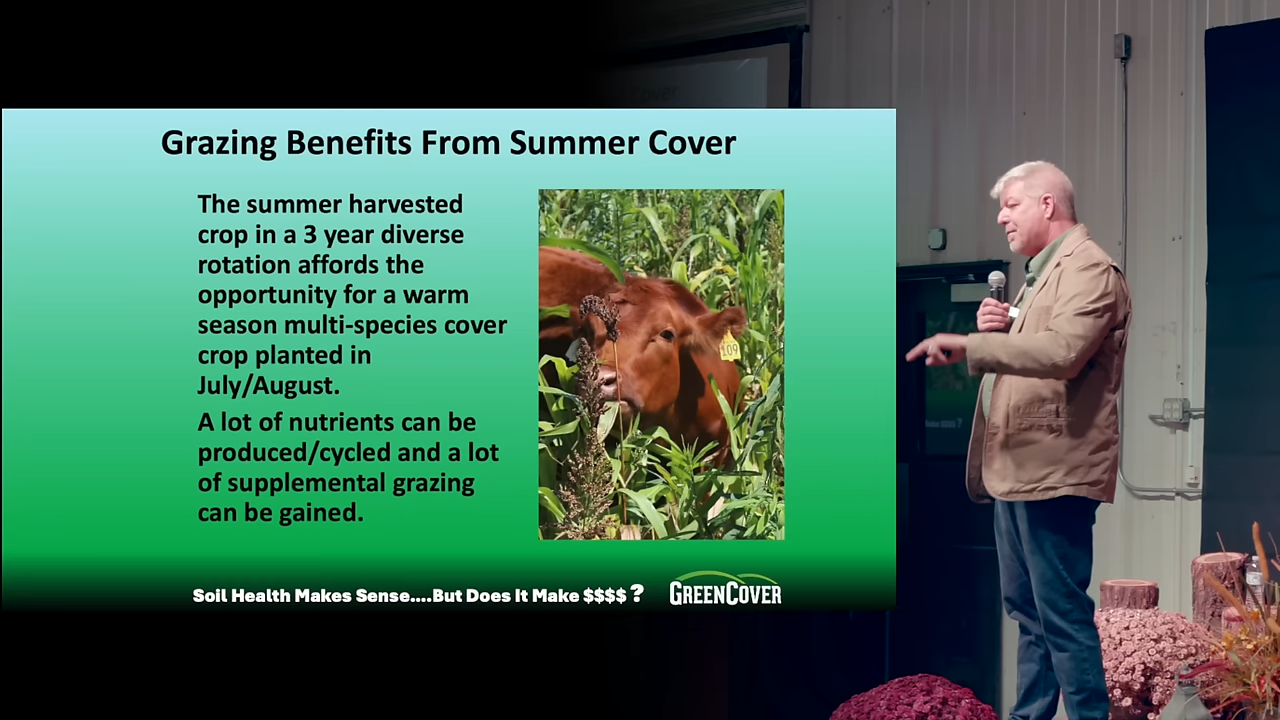 Grazing Benefits From Summer Cover
The summer harvested
crop in a 3 year diverse
rotation affords the
opportunity for a warm
season multi-species cover
crop planted in
July/August.
A lot of nutrients can be
produced/cycled and a lot
of supplemental grazing
can be gained.
109
Soil Health Makes Sense....But Does It Make $$$$ ?
GREENCOVER
Cover